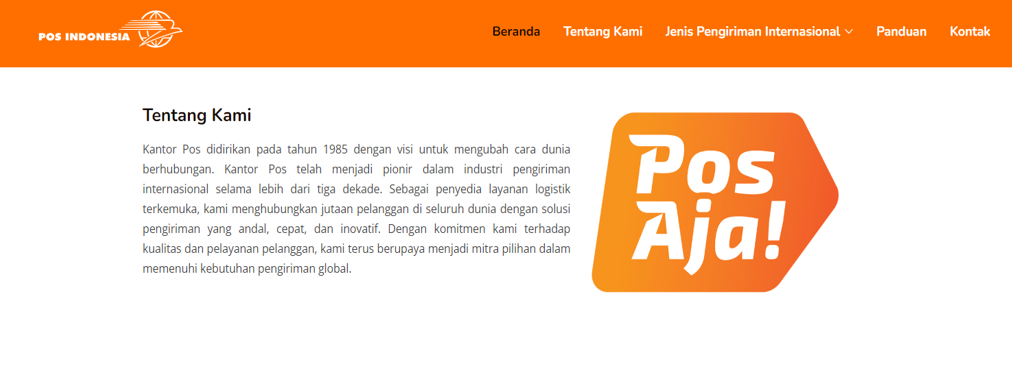 POS INDONESIA
Beranda Tentang Kami Jenis Pengiriman Internasional Panduan Kontak
Tentang Kami
Kantor Pos didirikan pada tahun 1985 dengan visi untuk mengubah cara dunia
berhubungan. Kantor Pos telah menjadi pionir dalam industri pengiriman
internasional selama lebih dari tiga dekade. Sebagai penyedia layanan logistik
terkemuka, kami menghubungkan jutaan pelanggan di seluruh dunia dengan solusi
pengiriman yang andal, cepat, dan inovatif. Dengan komitmen kami terhadap
kualitas dan pelayanan pelanggan, kami terus berupaya menjadi mitra pilihan dalam
memenuhi kebutuhan pengiriman global.
Pos
Aja!